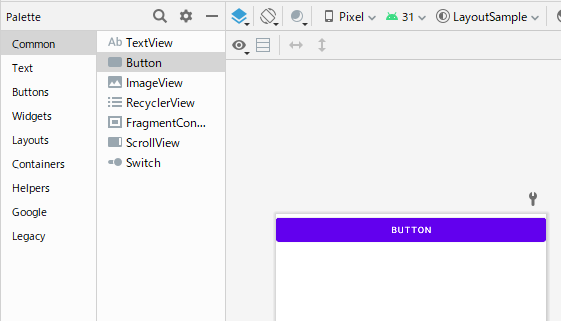 Palette
Pixel
31
LayoutSample
Common
Text
Buttons
Widgets
Layouts
Containers
Helpers
Google
Legacy
Ab TextView
Button
ImageView
RecyclerView
FragmentCon...
ScrollView
Switch
BUTTON